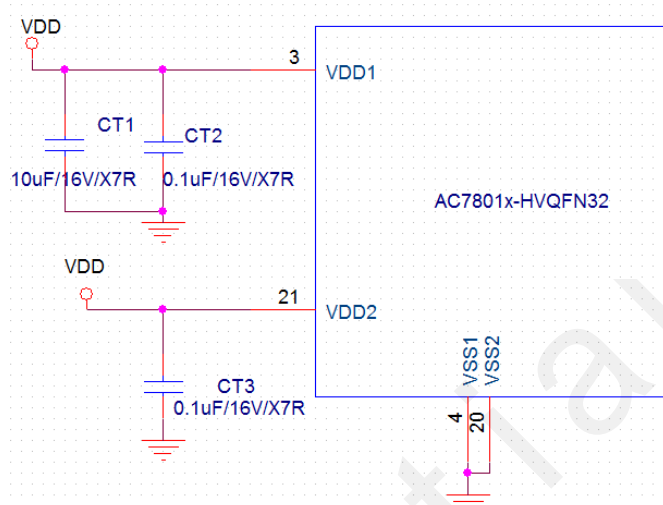 VDD
3
VDD1
CT1
CT2
10uF/16V/X7R
0.1uF/16V/X7R
AC7801x-HVQFN32
VDD
21
VDD2
CT3
0.1uF/16V/X7R
VSS1
VSS2
4
20